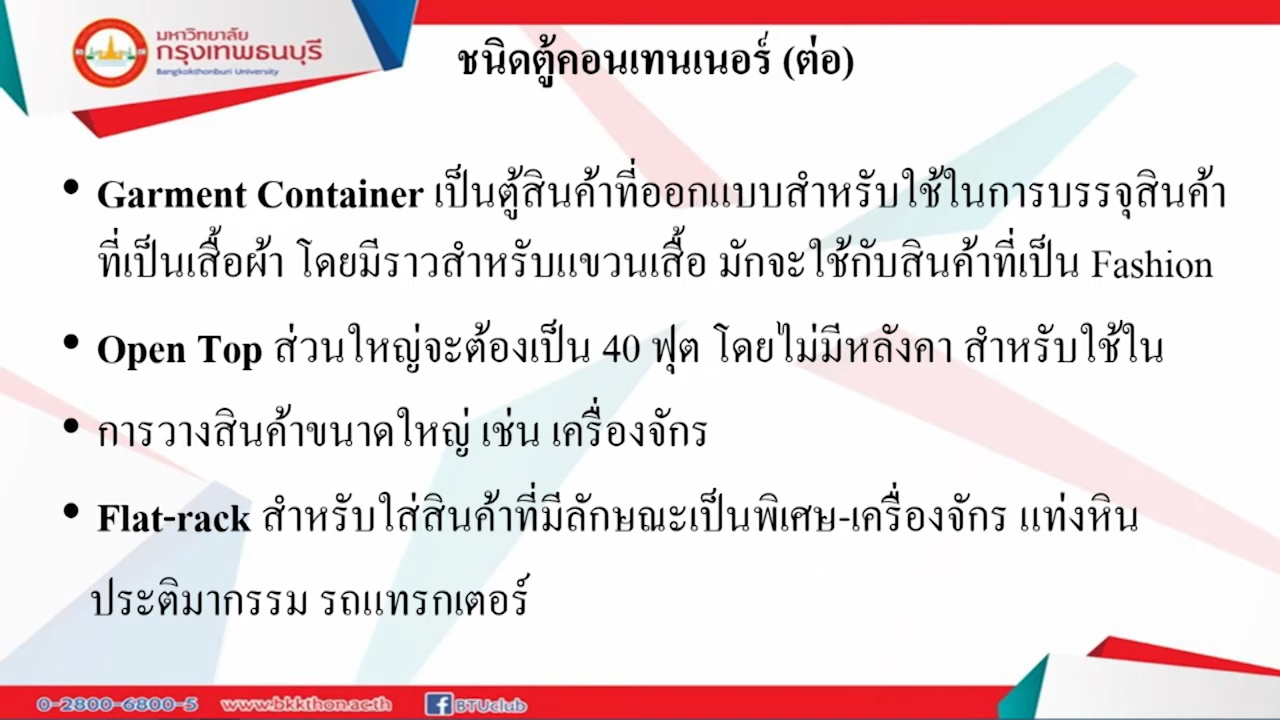 มหาวิทยาลัย
กรุงเทพธนบุรี
Bangkokthonburi University
ชนิดตู้คอนเทนเนอร์ (ต่อ)
• Garment Container เป็นตู้สินค้าที่ออกแบบสำหรับใช้ในการบรรจุสินค้า
ที่เป็นเสื้อผ้า โดยมีราวสำหรับแขวนเสื้อ มักจะใช้กับสินค้าที่เป็น Fashion
• Open Top ส่วนใหญ่จะต้องเป็น 40 ฟุต โดยไม่มีหลังคา สำหรับใช้ใน
• การวางสินค้าขนาดใหญ่ เช่น เครื่องจักร
• Flat-rack สำหรับใส่สินค้าที่มีลักษณะเป็นพิเศษ-เครื่องจักร แท่งหิน
ประติมากรรม รถแทรกเตอร์
0-2800-6800-5 www.bkkthon.ac.th f BTUclub